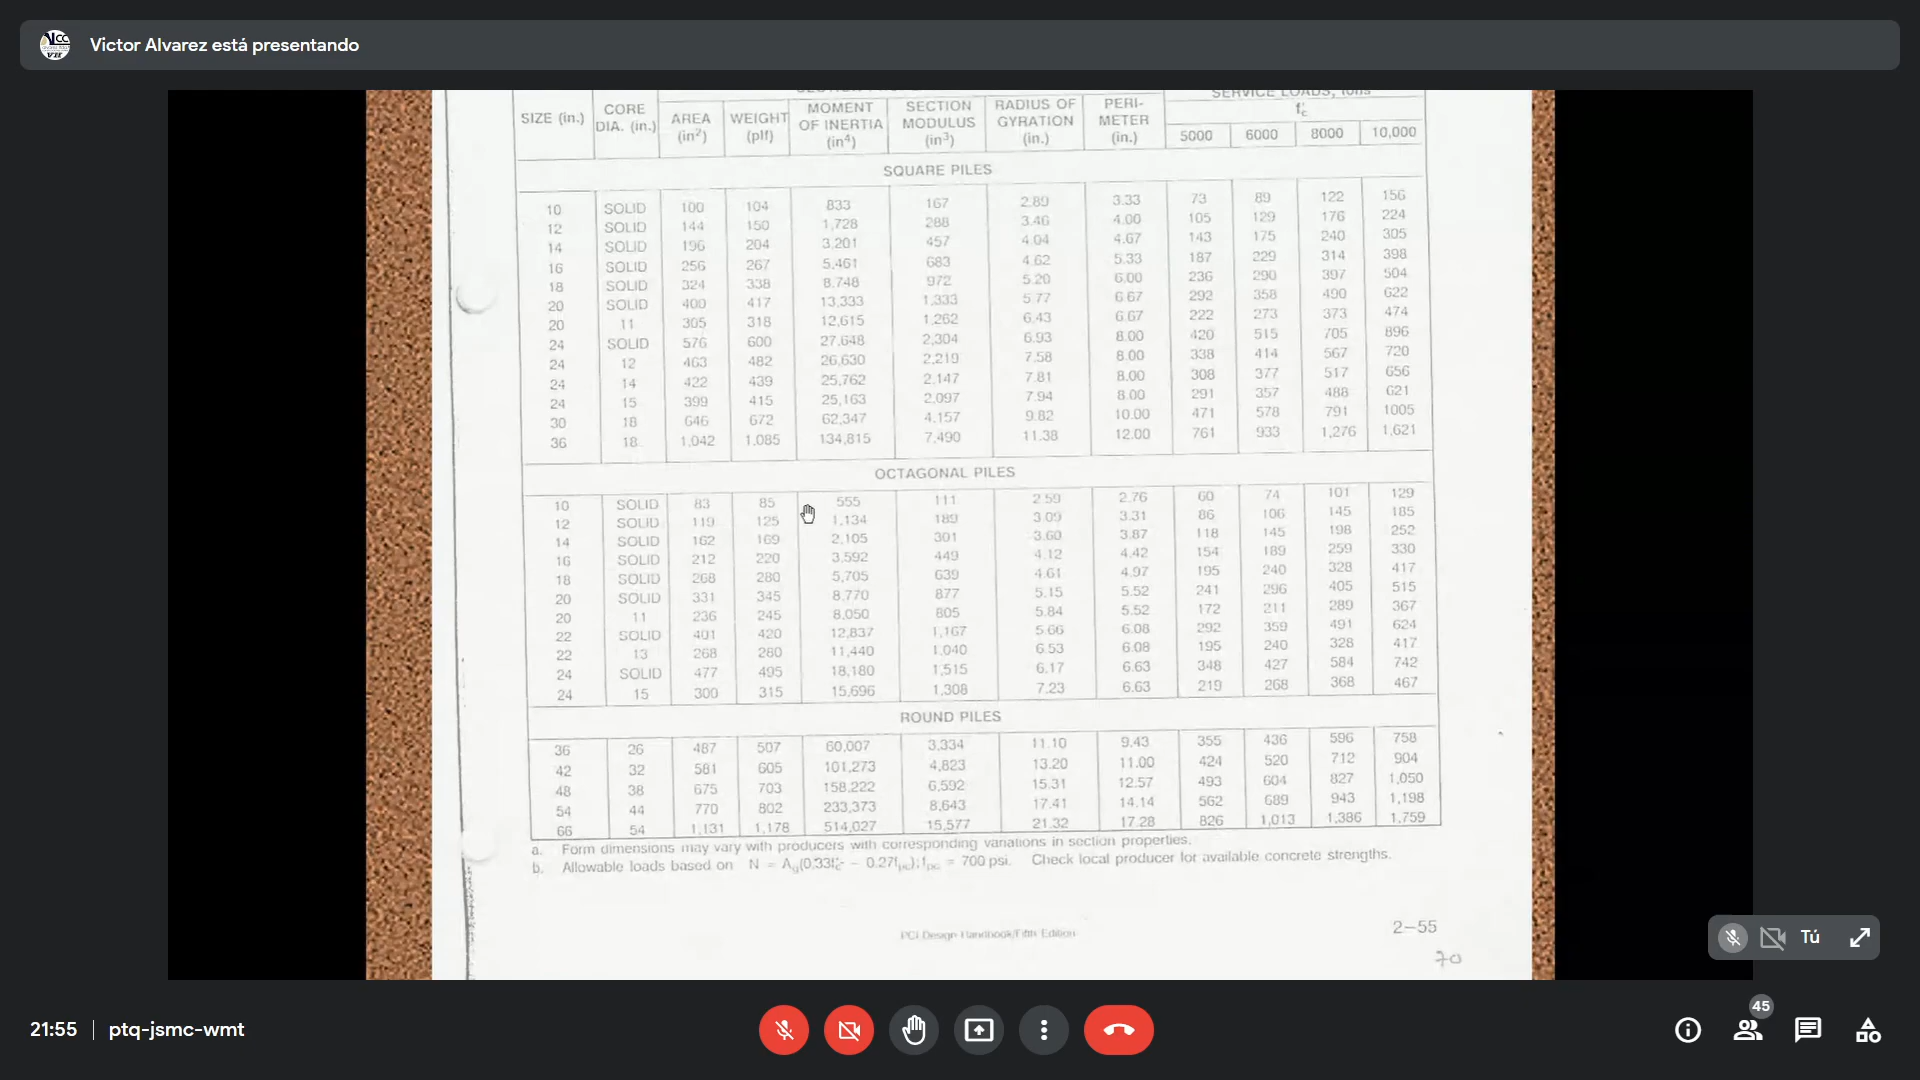 Victor Alvarez está presentando
SERVICE LOADS, tons
SIZE (in.) CORE DIA. (in.) AREA (in²) WEIGHT (plf) MOMENT OF INERTIA (in⁴) SECTION MODULUS (in³) RADIUS OF GYRATION (in.) PERI-METER (in.) f'c 5000 6000 8000 10,000
SQUARE PILES
10 SOLID 100 104 833 167 2.89 3.33 73 89 122 156
12 SOLID 144 150 1,728 288 3.46 4.00 105 129 176 224
14 SOLID 196 204 3,201 457 4.04 4.67 143 175 240 305
16 SOLID 256 267 5,461 683 4.62 5.33 187 229 314 398
18 SOLID 324 338 8,748 972 5.20 6.00 236 290 397 504
20 SOLID 400 417 13,333 1,333 5.77 6.67 292 358 490 622
20 11 305 318 12,615 1,262 6.43 6.67 222 273 373 474
24 SOLID 576 600 27,648 2,304 6.93 8.00 420 515 705 896
24 12 463 482 26,630 2,219 7.58 8.00 338 414 567 720
24 14 422 439 25,762 2,147 7.81 8.00 308 377 517 656
24 15 399 415 25,163 2,097 7.94 8.00 291 357 488 621
30 18 646 672 62,347 4,157 9.82 10.00 471 578 791 1005
36 18 1,042 1,085 134,815 7,490 11.38 12.00 761 933 1,276 1,621
OCTAGONAL PILES
10 SOLID 83 85 555 111 2.59 2.76 60 74 101 129
12 SOLID 119 125 1,134 189 3.09 3.31 86 106 145 185
14 SOLID 162 169 2,105 301 3.60 3.87 118 145 198 252
16 SOLID 212 220 3,592 449 4.12 4.42 154 189 259 330
18 SOLID 268 280 5,705 639 4.61 4.97 195 240 328 417
20 SOLID 331 345 8,770 877 5.15 5.52 241 296 405 515
20 11 236 245 8,050 805 5.84 5.52 172 211 289 367
22 SOLID 401 420 12,837 1,167 5.66 6.08 292 359 491 624
22 13 268 280 11,440 1,040 6.53 6.08 195 240 328 417
24 SOLID 477 495 18,180 1,515 6.17 6.63 348 427 584 742
24 15 300 315 15,696 1,308 7.23 6.63 219 268 368 467
ROUND PILES
36 26 487 507 60,007 3,334 11.10 9.43 355 436 596 758
42 32 581 605 101,273 4,823 13.20 11.00 424 520 712 904
48 38 675 703 158,222 6,592 15.31 12.57 493 604 827 1,050
54 44 770 802 233,373 8,643 17.41 14.14 562 689 943 1,198
66 54 1,131 1,178 514,027 15,577 21.32 17.28 826 1,013 1,386 1,759
a. Form dimensions may vary with producers with corresponding variations in section properties.
b. Allowable loads based on N = Ag(0.33f'c − 0.27fpc); fpc = 700 psi. Check local producer for available concrete strengths.
PCI Design Handbook/Fifth Edition
2–55
70
Tú
45
21:55 ptq-jsmc-wmt